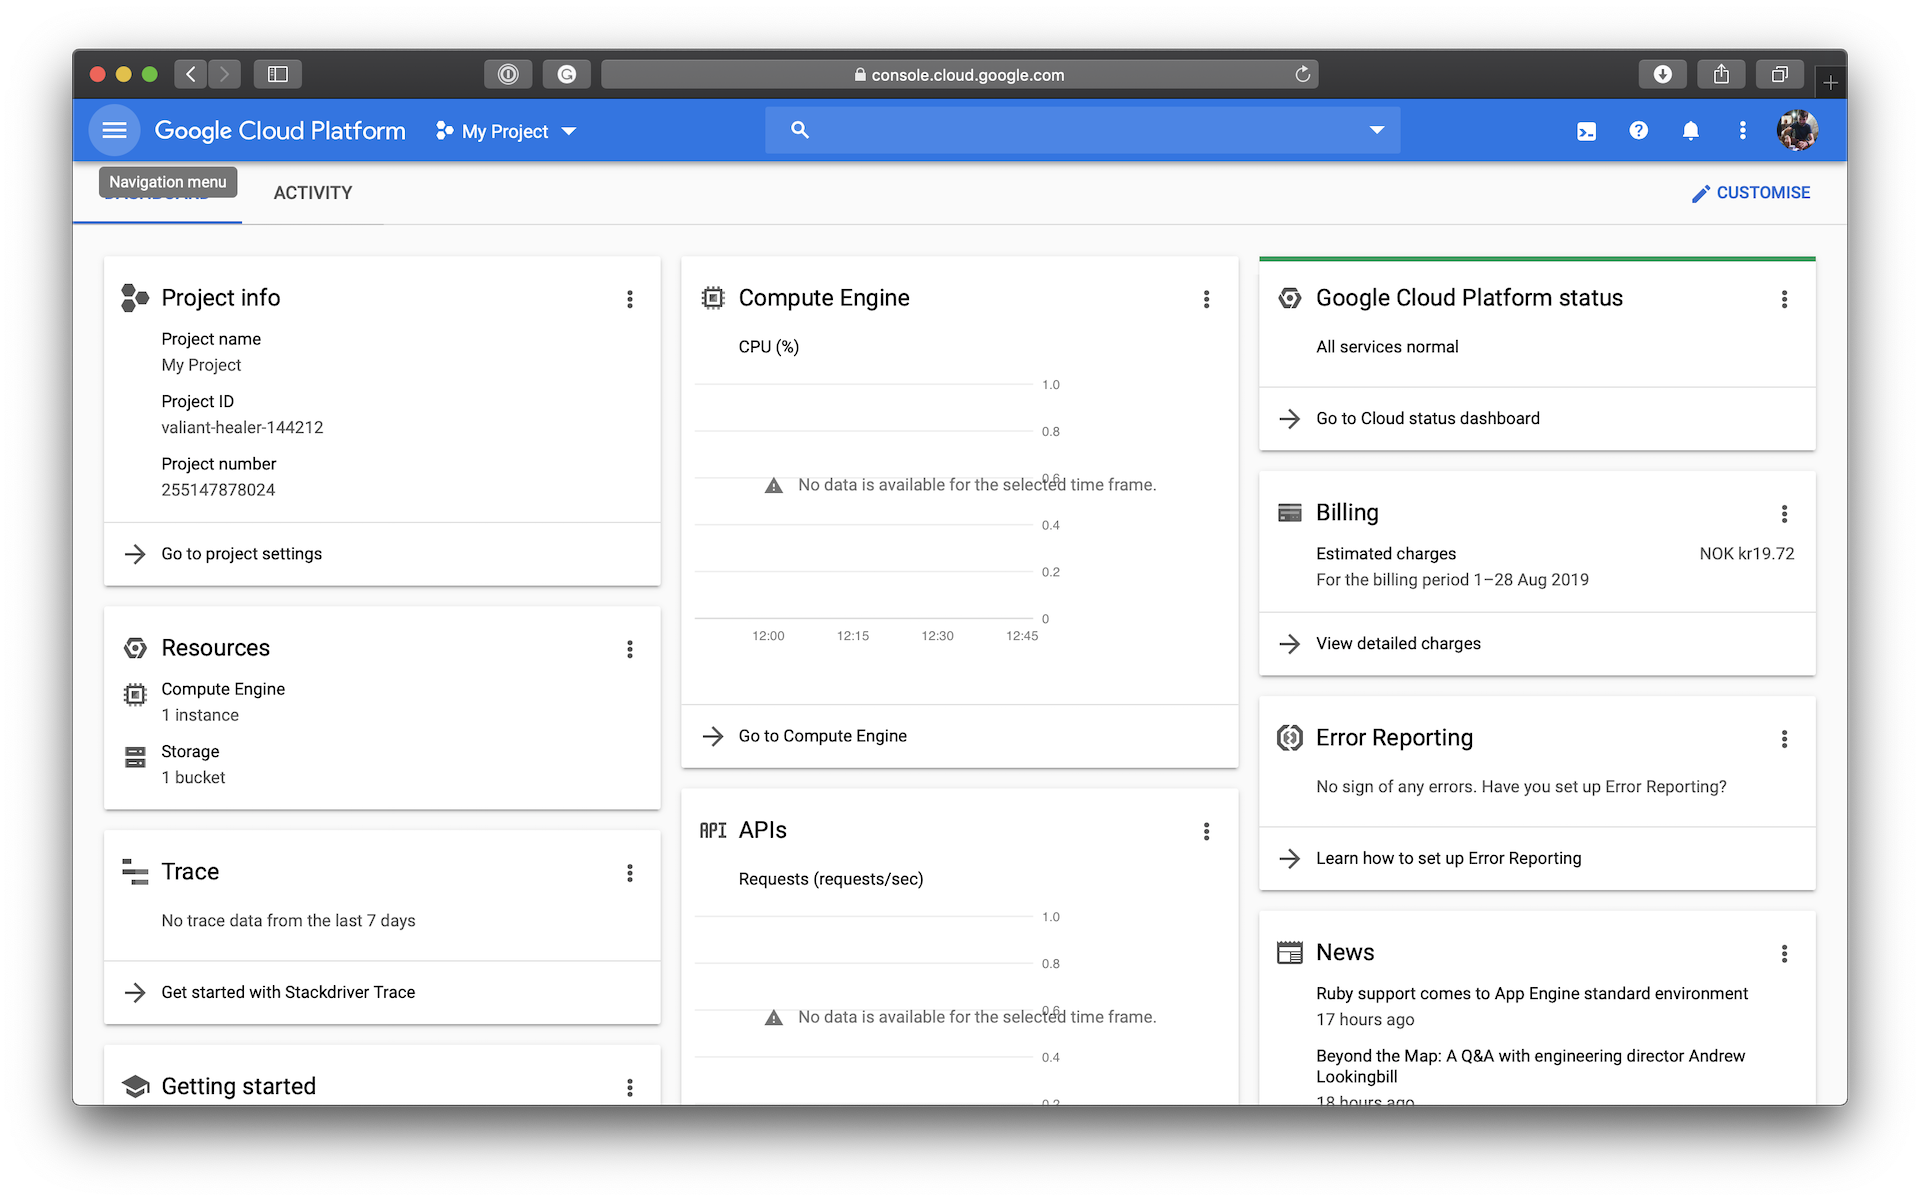 console.cloud.google.com
Google Cloud Platform
My Project
Navigation menu
ACTIVITY
CUSTOMISE
Project info
Project name
My Project
Project ID
valiant-healer-144212
Project number
255147878024
Go to project settings
Resources
Compute Engine
1 instance
Storage
1 bucket
Trace
No trace data from the last 7 days
Get started with Stackdriver Trace
Getting started
Compute Engine
CPU (%)
1.0
0.8
0.6
No data is available for the selected time frame.
0.4
0.2
0
12:00 12:15 12:30 12:45
Go to Compute Engine
API APIs
Requests (requests/sec)
1.0
0.8
0.6
No data is available for the selected time frame.
0.4
0.2
Google Cloud Platform status
All services normal
Go to Cloud status dashboard
Billing
Estimated charges NOK kr19.72
For the billing period 1–28 Aug 2019
View detailed charges
Error Reporting
No sign of any errors. Have you set up Error Reporting?
Learn how to set up Error Reporting
News
Ruby support comes to App Engine standard environment
17 hours ago
Beyond the Map: A Q&A with engineering director Andrew
Lookingbill
18 hours ago